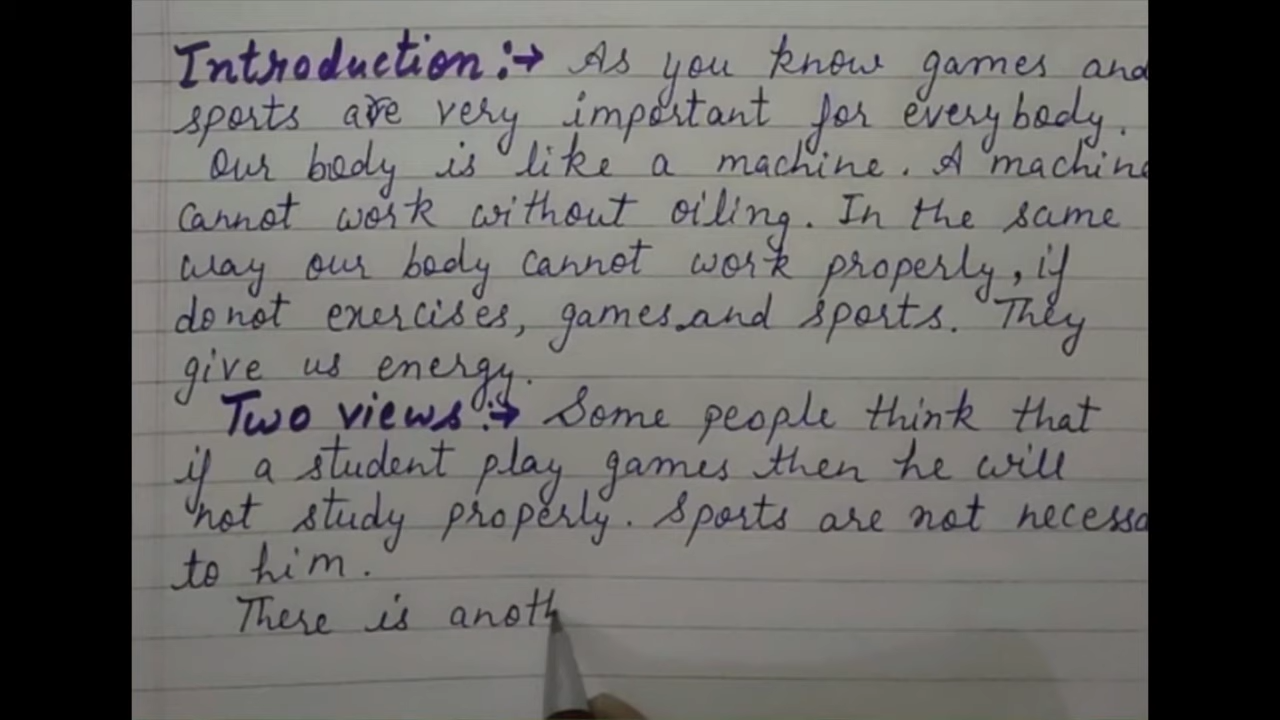 Introduction:→ As you know games and
sports are very important for everybody.
Our body is like a machine. A machine
cannot work without oiling. In the same
way our body cannot work properly, if
do not exercises, games and sports. They
give us energy.
Two views:→ Some people think that
if a student play games then he will
not study properly. Sports are not necessa
to him.
There is anoth